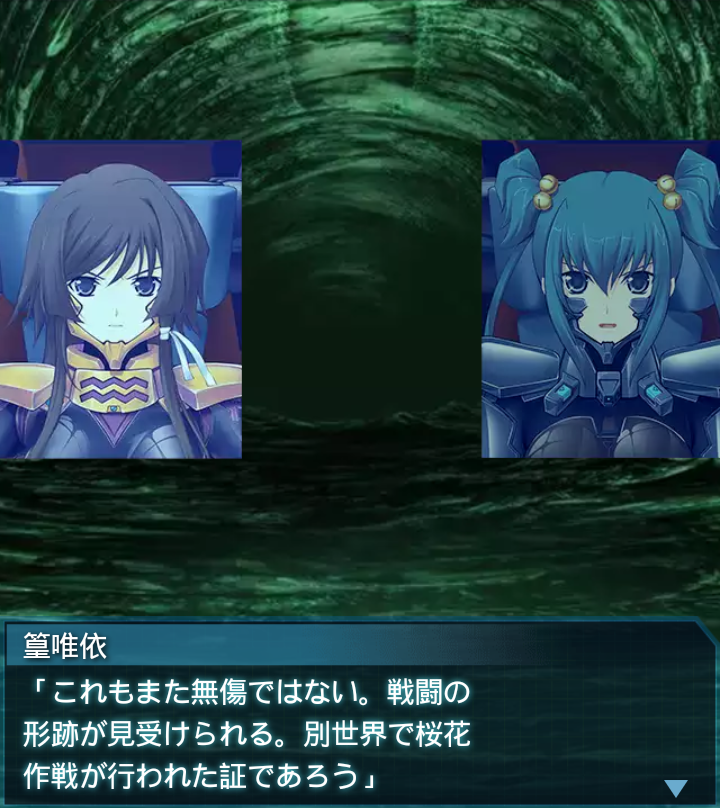 篁唯依
「これもまた無傷ではない。戦闘の
形跡が見受けられる。別世界で桜花
作戦が行われた証であろう」